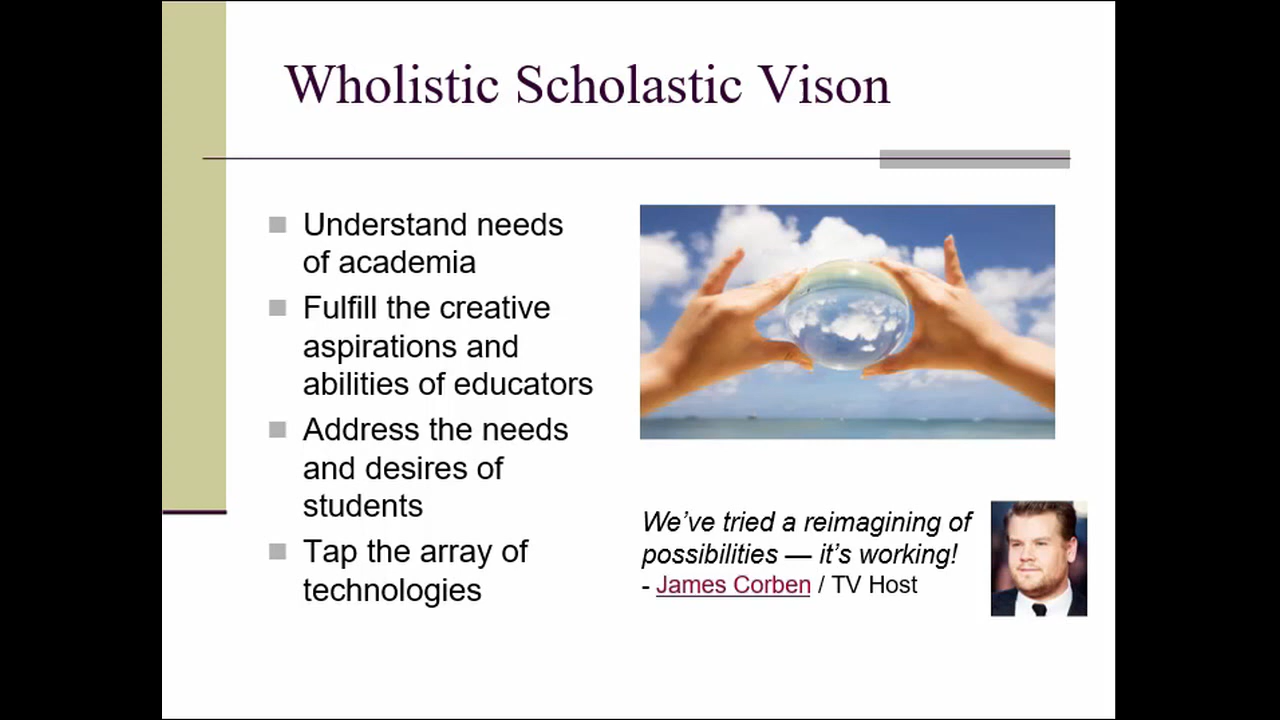 Wholistic Scholastic Vison
Understand needs
of academia
Fulfill the creative
aspirations and
abilities of educators
Address the needs
and desires of
students
Tap the array of
technologies
We’ve tried a reimagining of
possibilities — it’s working!
- James Corben / TV Host